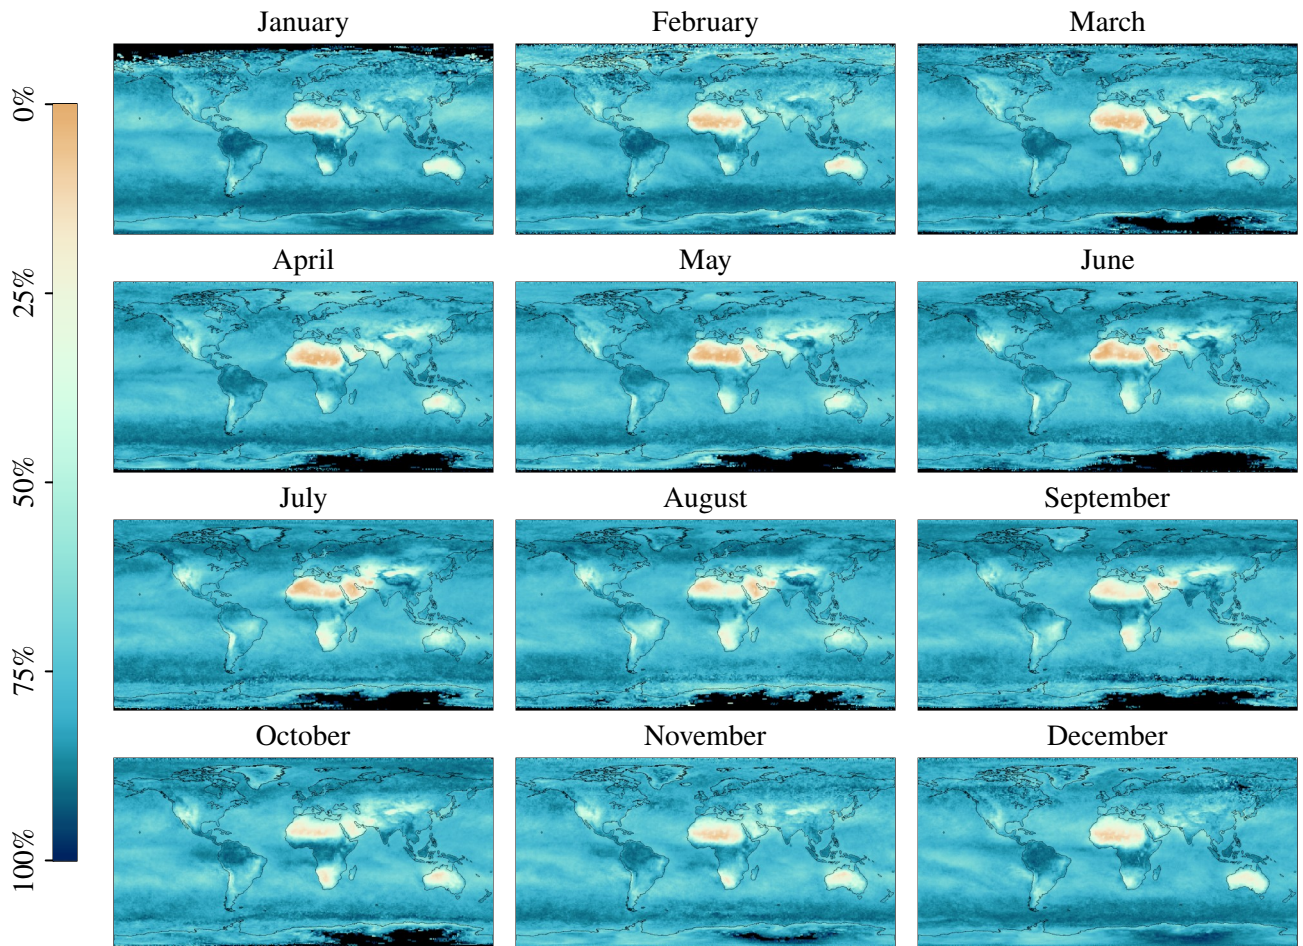 January
February
March
0%
25%
50%
75%
100%
April
May
June
July
August
September
October
November
December